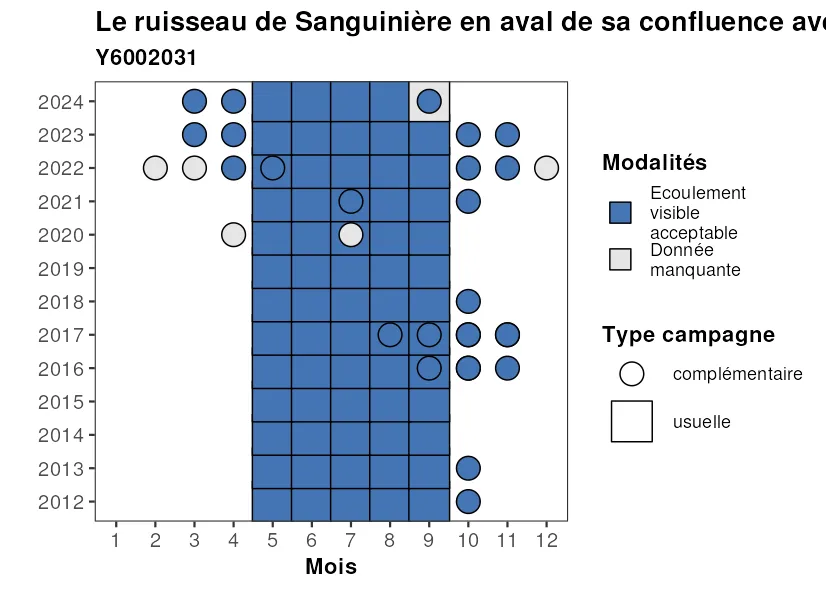 Le ruisseau de Sanguinière en aval de sa confluence
Y6002031
2024
2023
2022
2021
2020
2019
2018
2017
2016
2015
2014
2013
2012
1 2 3 4 5 6 7 8 9 10 11 12
Mois
Modalités
Ecoulement
visible
acceptable
Donnée
manquante
Type campagne
complémentaire
usuelle